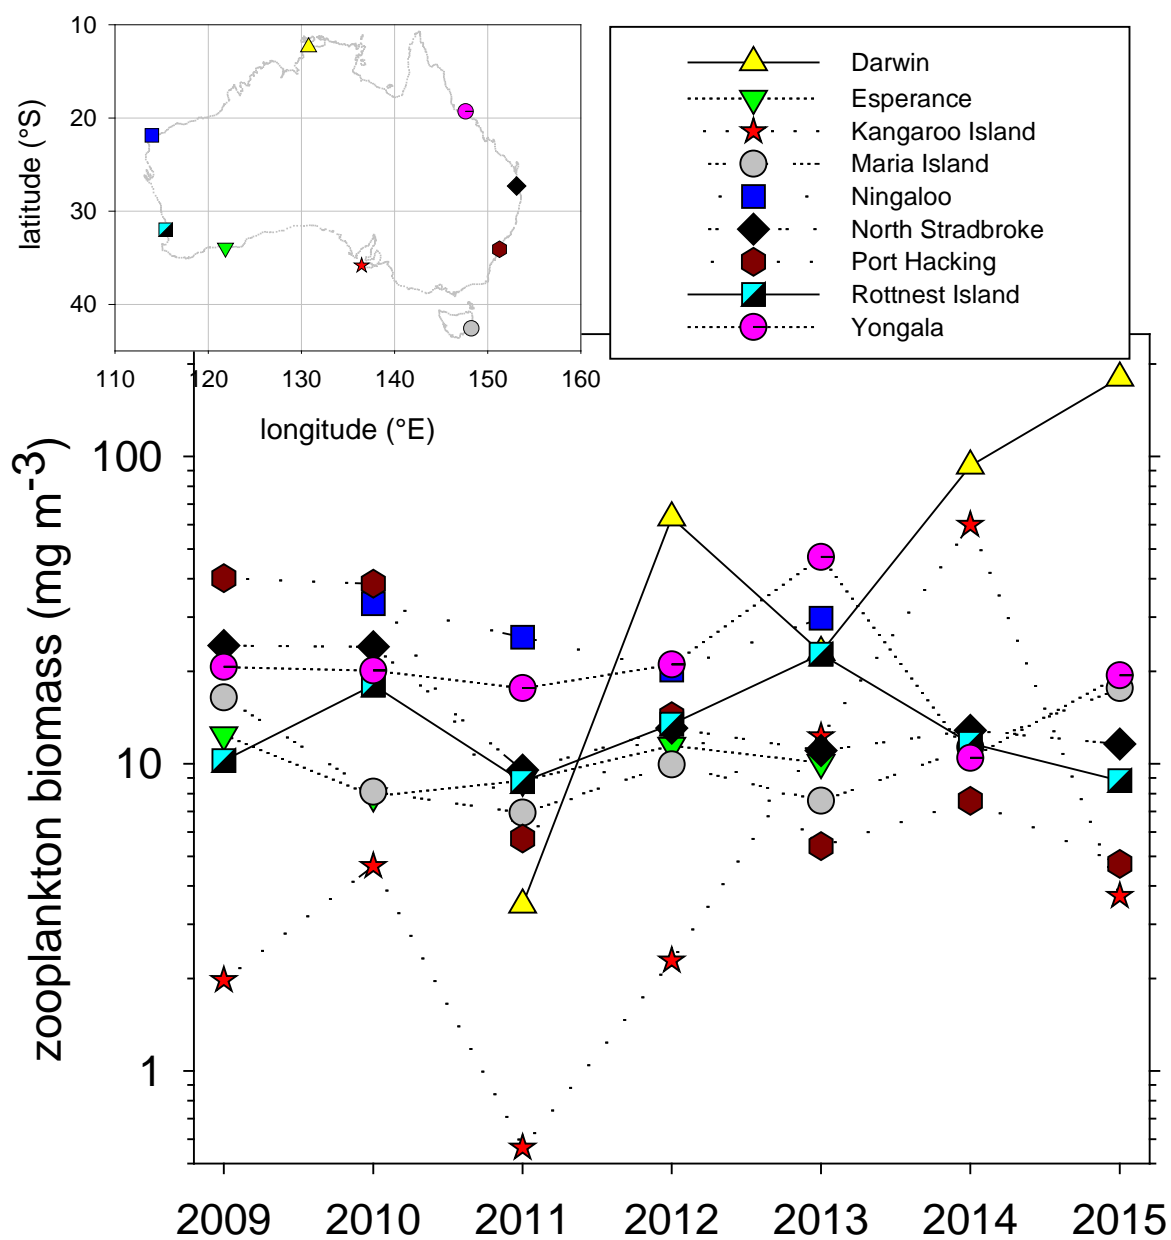 10
20
30
40
latitude (°S)
110 120 130 140 150 160
longitude (°E)
Darwin
Esperance
Kangaroo Island
Maria Island
Ningaloo
North Stradbroke
Port Hacking
Rottnest Island
Yongala
100
10
1
zooplankton biomass (mg m-3)
2009 2010 2011 2012 2013 2014 2015